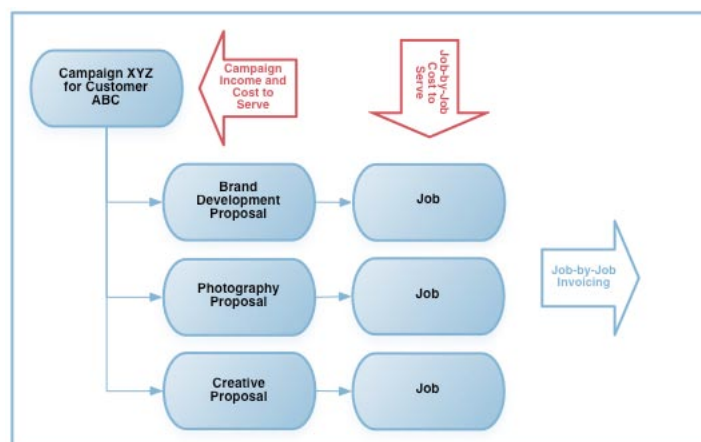 Campaign XYZ
for Customer
ABC
Campaign
Income and
Cost to
Serve
Job-by-Job
Cost to
Serve
Brand
Development
Proposal
Job
Photography
Proposal
Job
Job-by-Job
Invoicing
Creative
Proposal
Job